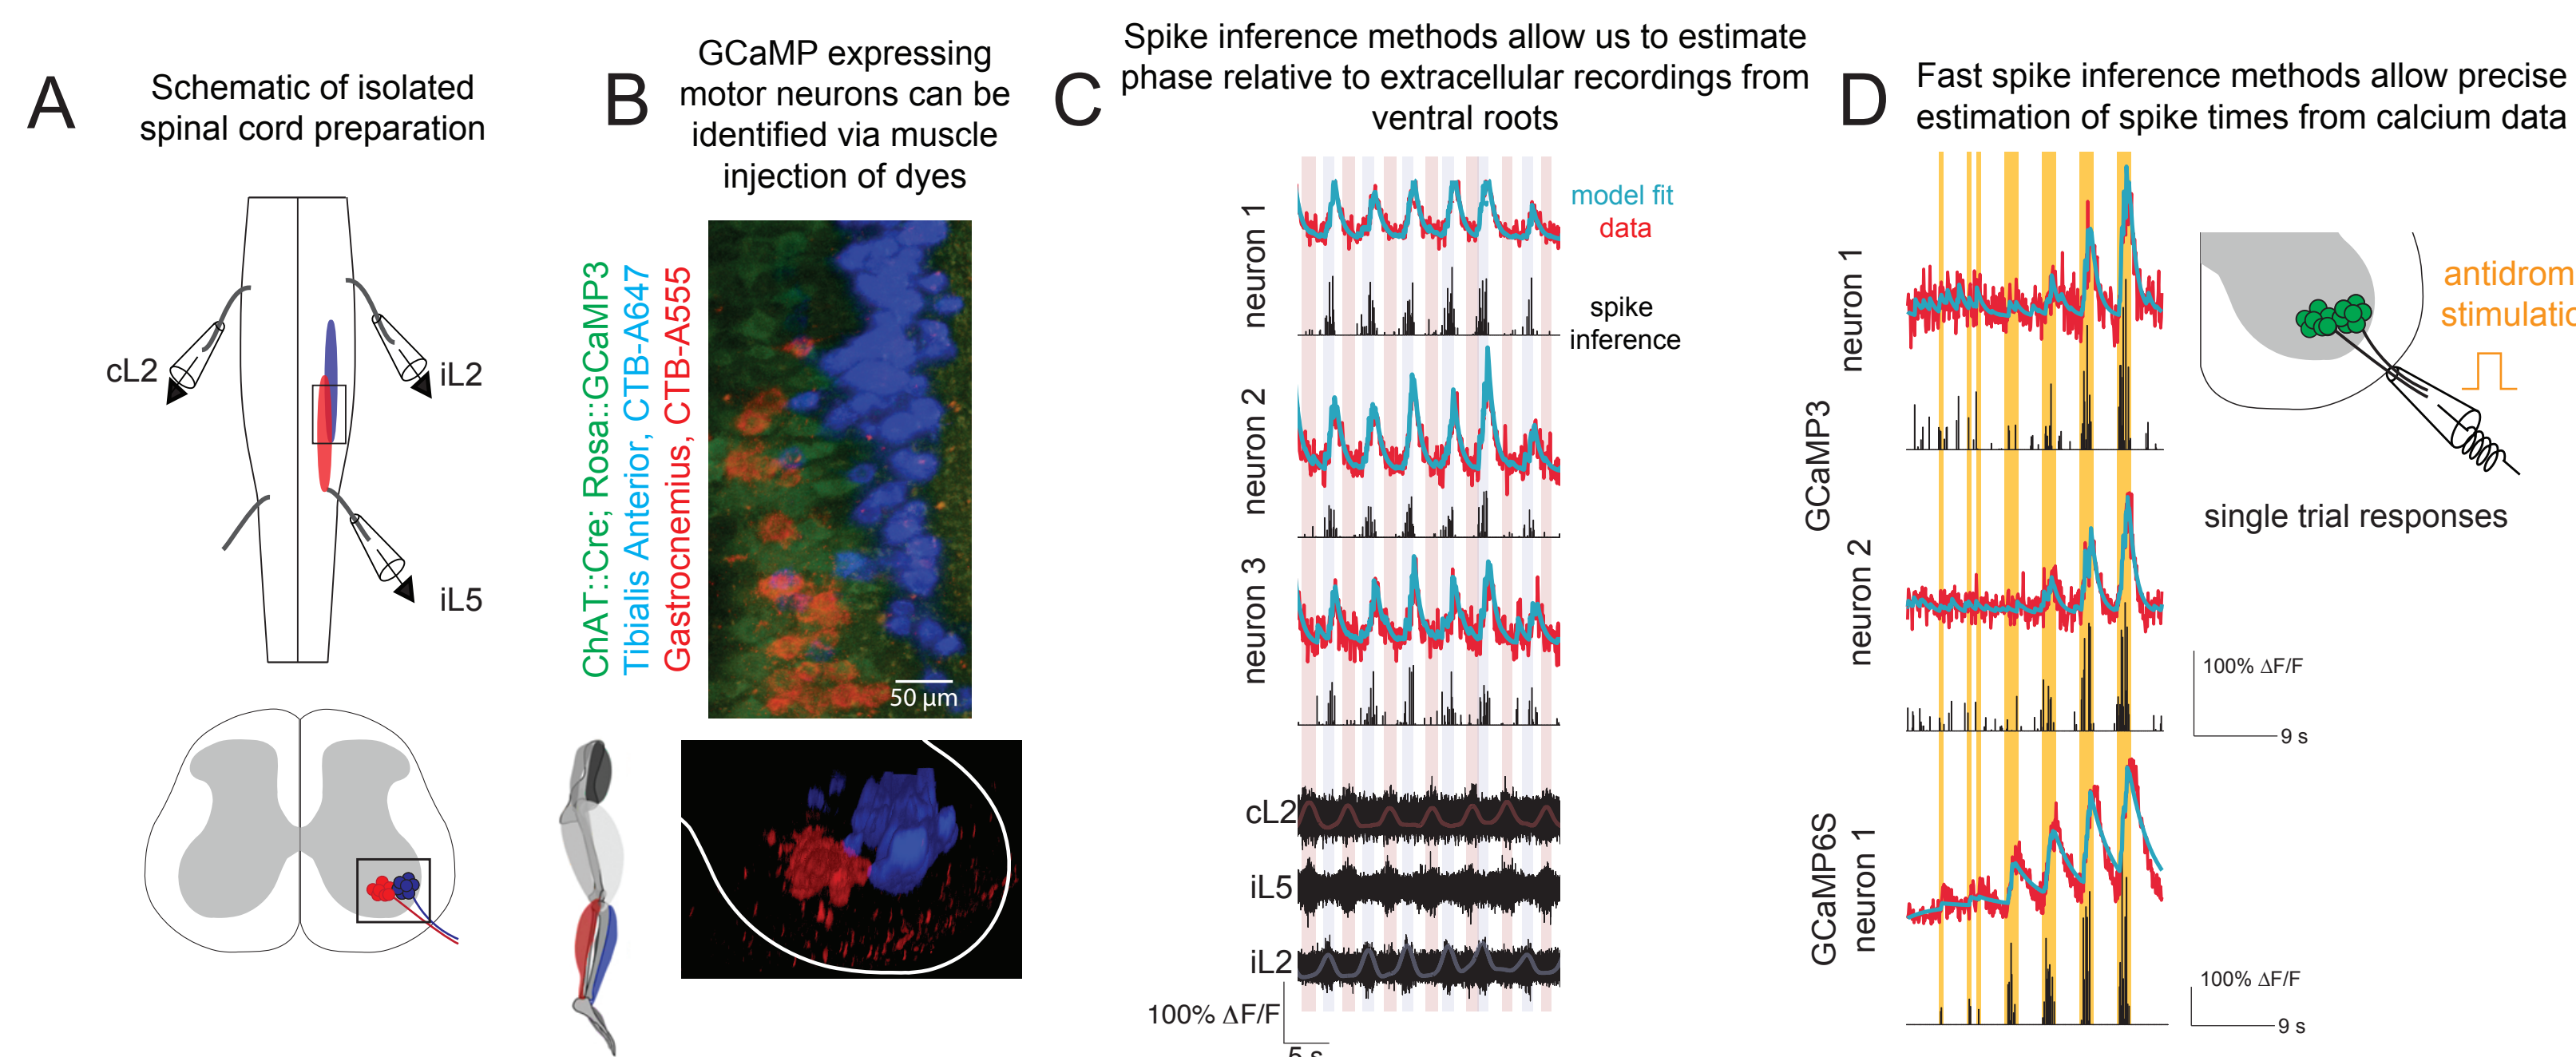 A
Schematic of isolated
spinal cord preparation
cL2
iL2
iL5
B
GCaMP expressing
motor neurons can be
identified via muscle
injection of dyes
ChAT::Cre; Rosa::GCaMP3
Tibialis Anterior, CTB-A647
Gastrocnemius, CTB-A555
50 µm
C
Spike inference methods allow us to estimate
phase relative to extracellular recordings from
ventral roots
neuron 1
model fit
data
spike
inference
neuron 2
neuron 3
cL2
iL5
iL2
100% ∆F/F
5 s
D
Fast spike inference methods allow precise
estimation of spike times from calcium data
GCaMP3
neuron 1
antidrom
stimulatio
single trial responses
neuron 2
100% ∆F/F
9 s
GCaMP6S
neuron 1
100% ∆F/F
9 s